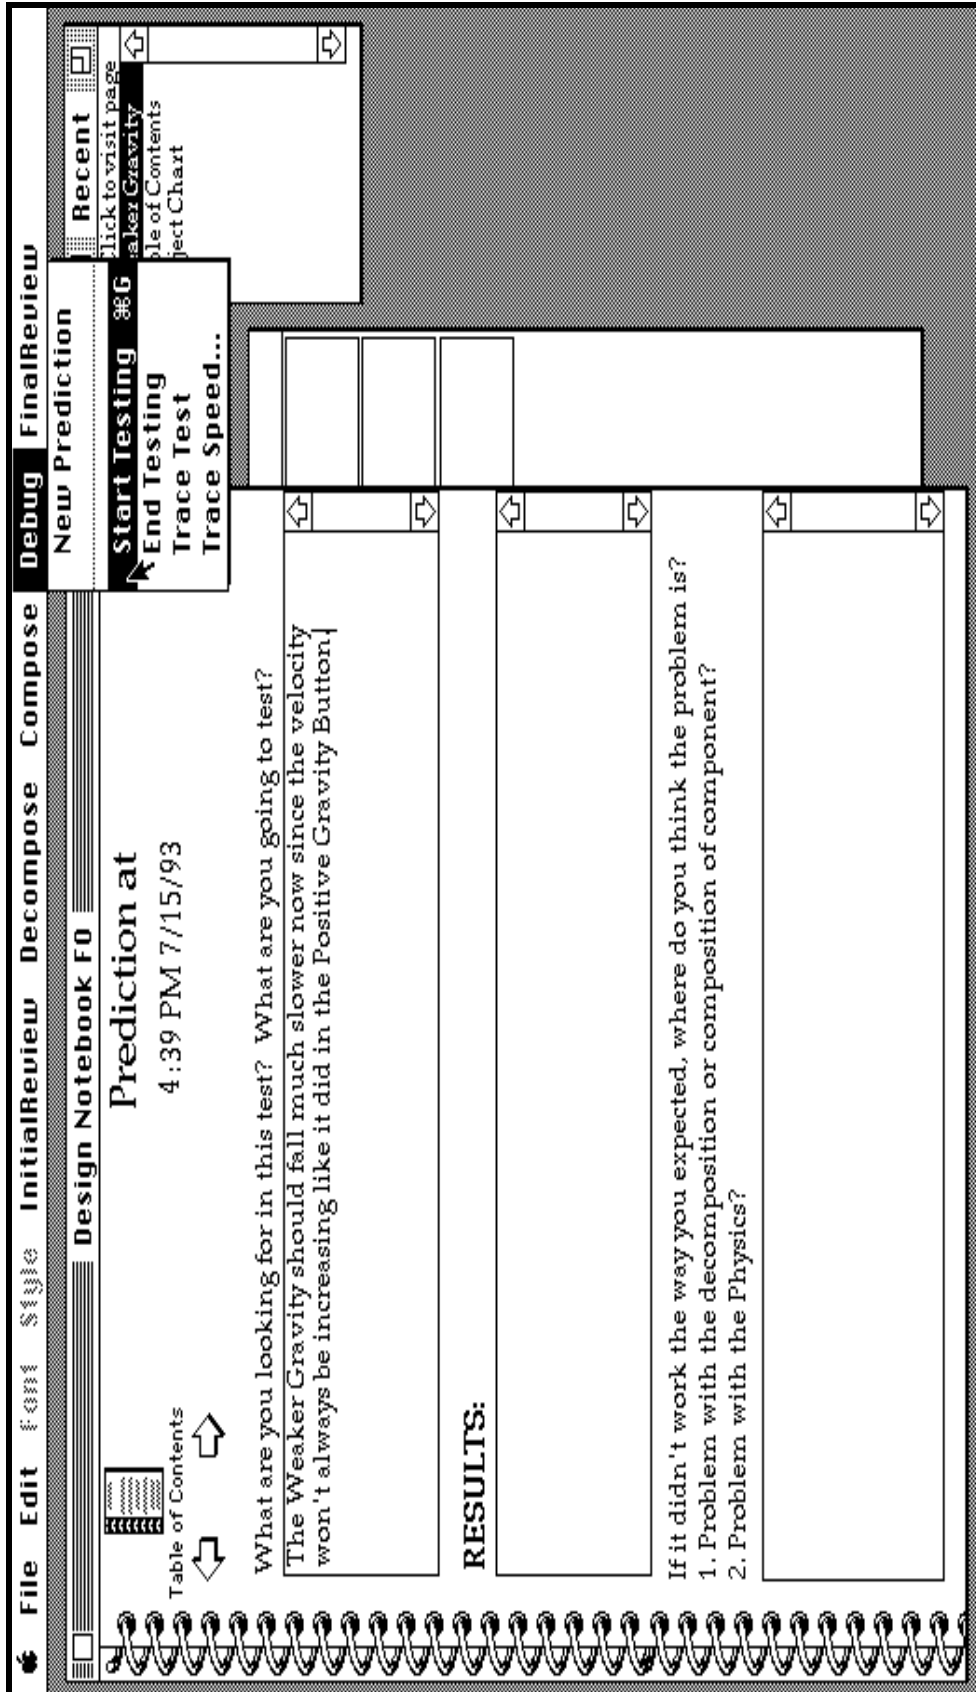 File Edit Font Style InitialReview Decompose Compose Debug FinalReview
New Prediction
Start Testing ⌘G
End Testing
Trace Test
Trace Speed...
Design Notebook FO
Recent
Click to visit page
aker Gravity
ble of Contents
ject Chart
Table of Contents
Prediction at
4:39 PM 7/15/93
What are you looking for in this test? What are you going to test?
The Weaker Gravity should fall much slower now since the velocity
won't always be increasing like it did in the Positive Gravity Button.
RESULTS:
If it didn't work the way you expected, where do you think the problem is?
1. Problem with the decomposition or composition of component?
2. Problem with the Physics?